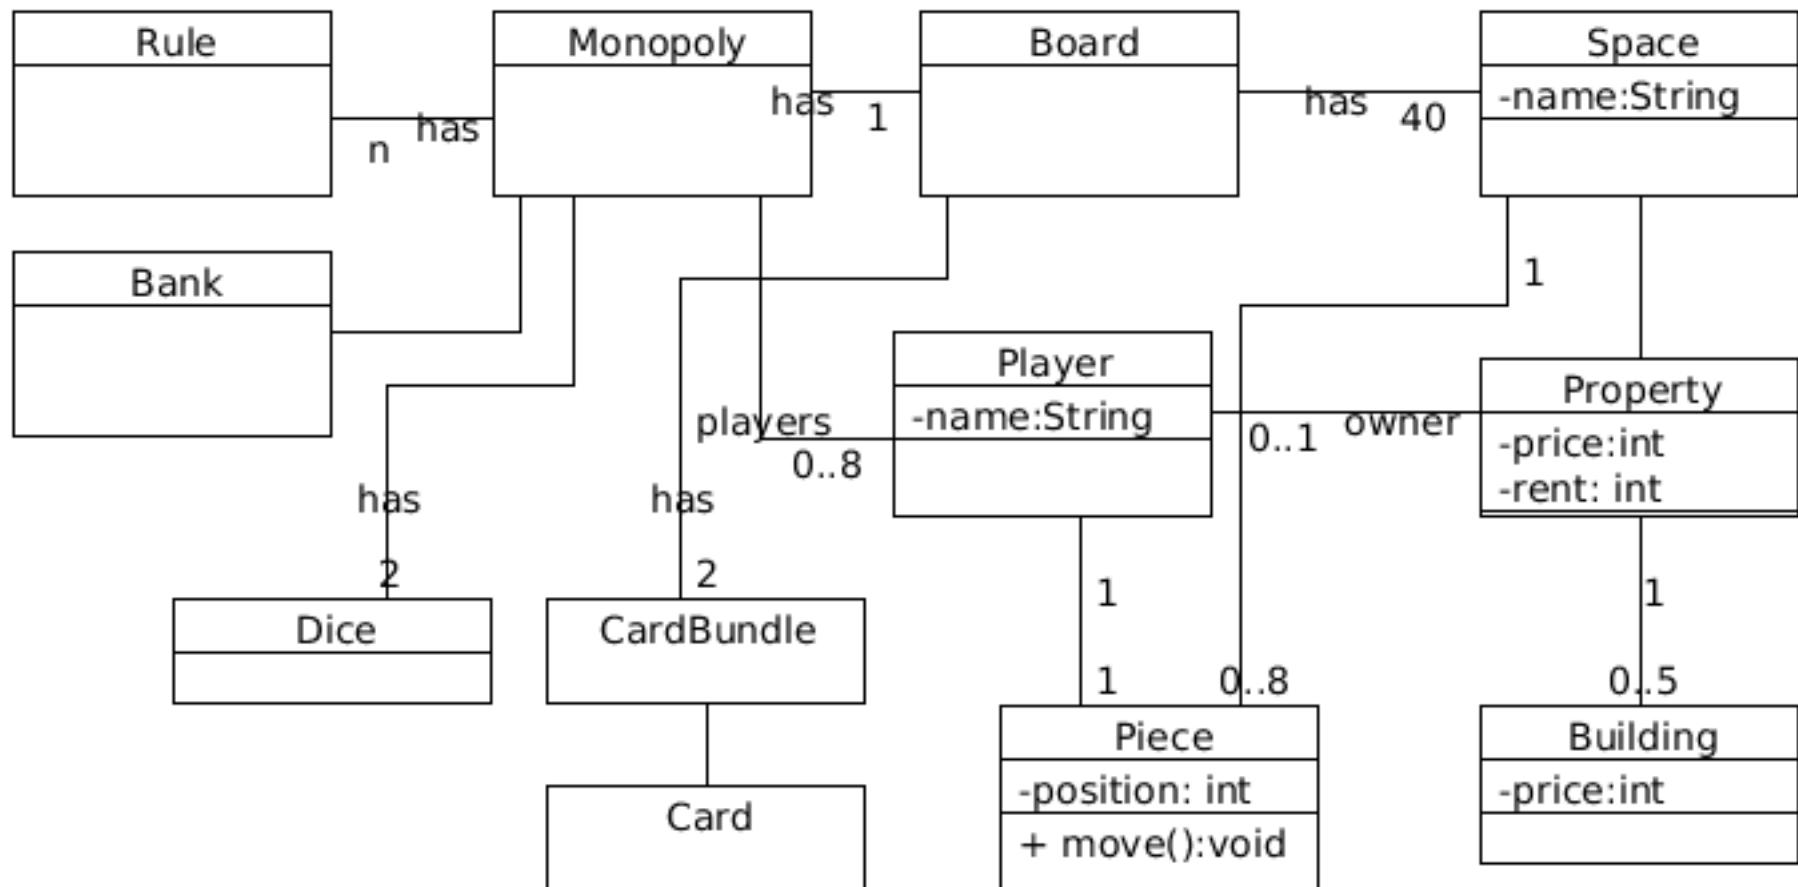 Rule
Monopoly
Board
Space
-name:String
has
1
has
40
n
has
Bank
1
Player
-name:String
Property
-price:int
-rent: int
players
0..8
0..1
owner
has
2
has
2
1
1
0..8
1
0..5
Dice
CardBundle
Piece
-position: int
+ move():void
Building
-price:int
Card